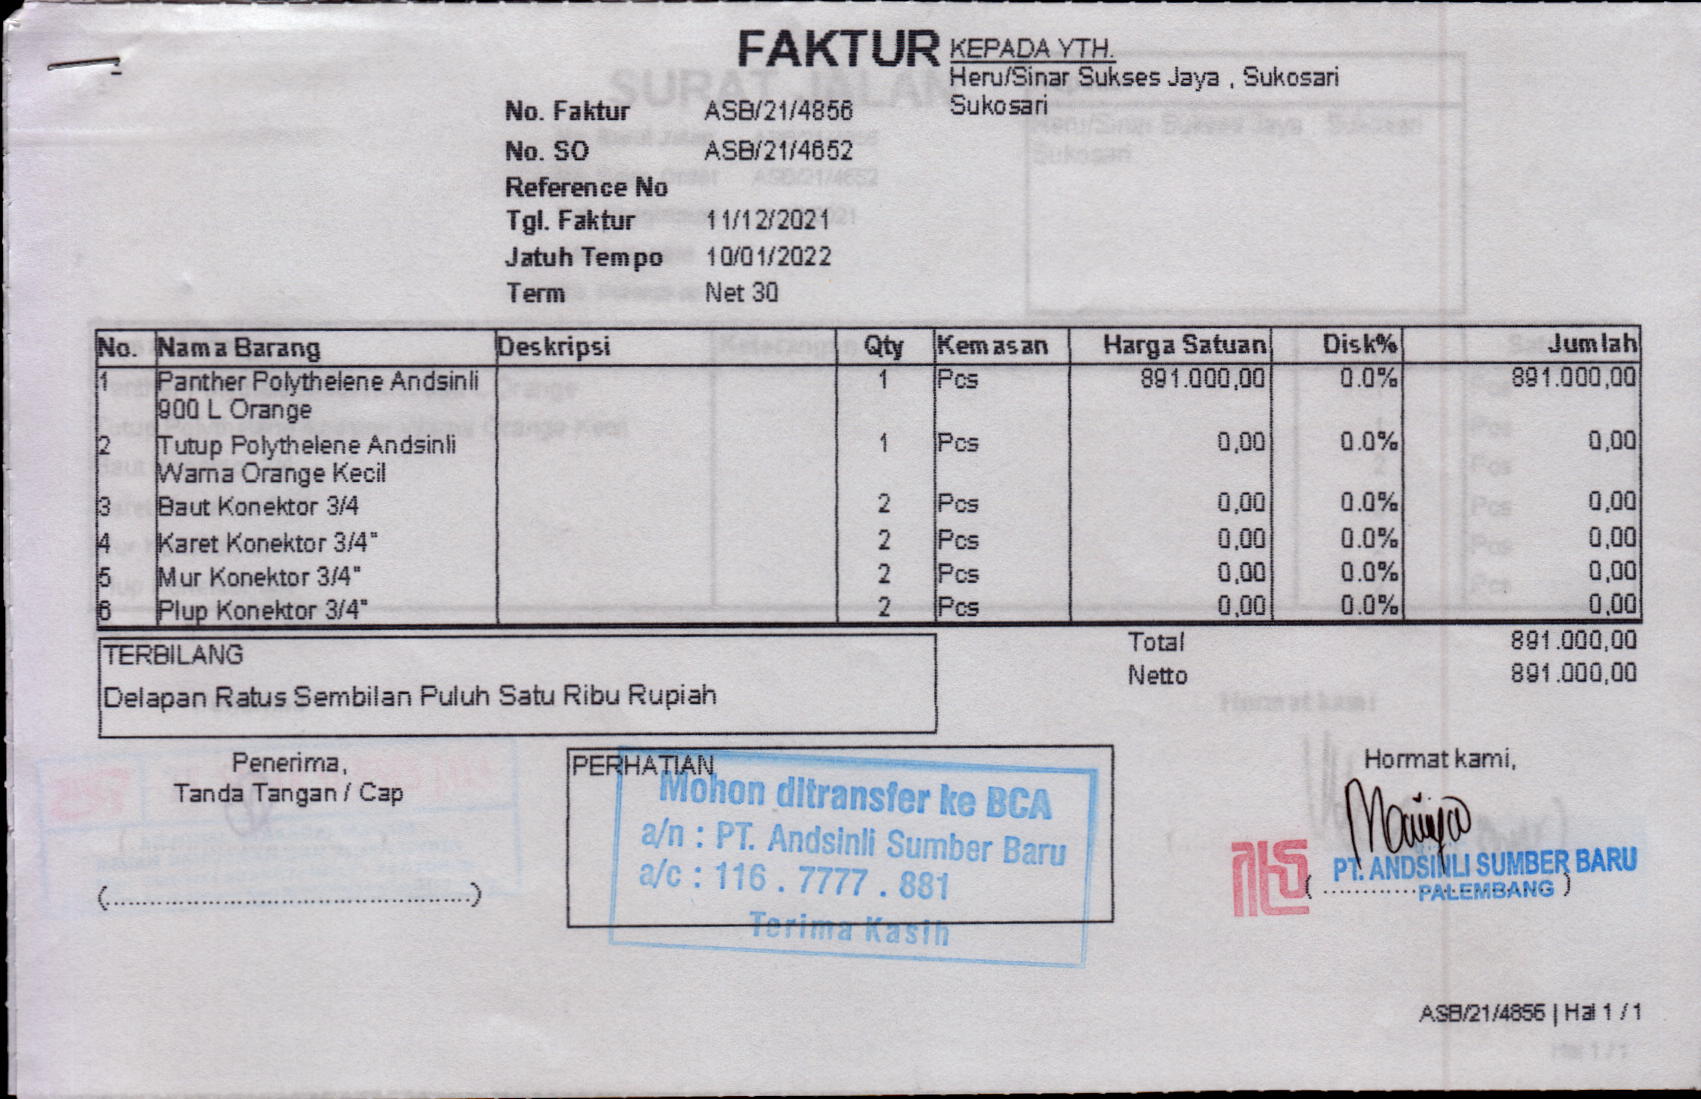 FAKTUR
KEPADA YTH.
Heru/Sinar Sukses Jaya , Sukosari
Sukosari
No. Faktur ASB/21/4856
No. SO ASB/21/4652
Reference No
Tgl. Faktur 11/12/2021
Jatuh Tempo 10/01/2022
Term Net 30
No. Nama Barang Deskripsi Qty Kemasan Harga Satuan Disk% Jumlah
1 Panther Polythelene Andsinli 1 Pcs 891.000,00 0.0% 891.000,00
900 L Orange
2 Tutup Polythelene Andsinli 1 Pcs 0,00 0.0% 0,00
Warna Orange Kecil
3 Baut Konektor 3/4 2 Pcs 0,00 0.0% 0,00
4 Karet Konektor 3/4" 2 Pcs 0,00 0.0% 0,00
5 Mur Konektor 3/4" 2 Pcs 0,00 0.0% 0,00
6 Plup Konektor 3/4" 2 Pcs 0,00 0.0% 0,00
Total 891.000,00
Netto 891.000,00
TERBILANG
Delapan Ratus Sembilan Puluh Satu Ribu Rupiah
Penerima,
Tanda Tangan / Cap
(................................................)
PERHATIAN
Mohon ditransfer ke BCA
a/n : PT. Andsinli Sumber Baru
a/c : 116 . 7777 . 881
Terima Kasih
Hormat kami,
PT. ANDSINLI SUMBER BARU
PALEMBANG
ASB/21/4856 | Hal 1 / 1